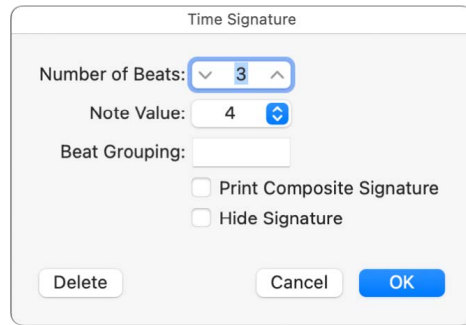 Time Signature
Number of Beats: 3
Note Value: 4
Beat Grouping:
Print Composite Signature
Hide Signature
Delete Cancel OK